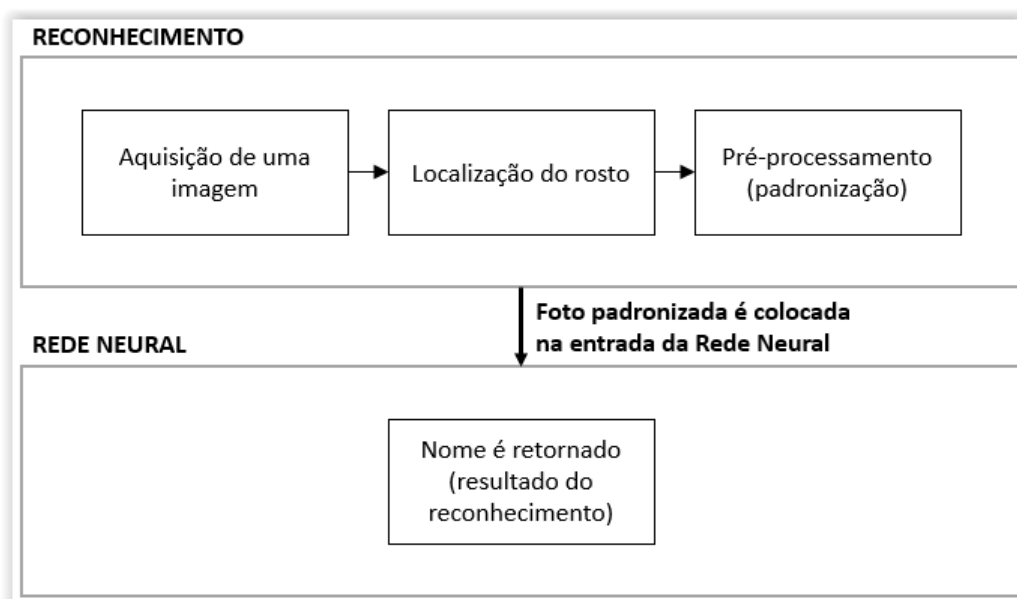 RECONHECIMENTO
Aquisição de uma
imagem
Localização do rosto
Pré-processamento
(padronização)
Foto padronizada é colocada
na entrada da Rede Neural
REDE NEURAL
Nome é retornado
(resultado do
reconhecimento)